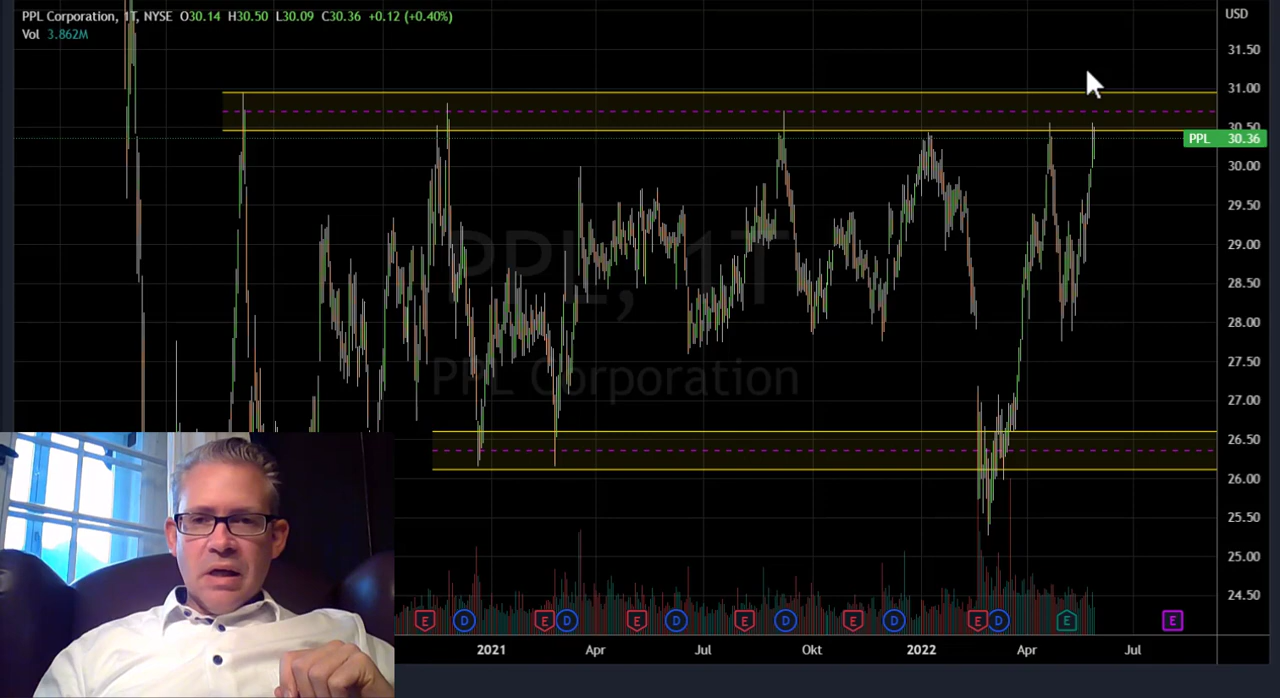 PPL Corporation, 1T, NYSE O30.14 H30.50 L30.09 C30.36 +0.12 (+0.40%)
Vol 3.862M
USD
31.50
31.00
30.50
PPL 30.36
30.00
29.50
29.00
28.50
28.00
27.50
27.00
26.50
26.00
25.50
25.00
24.50
PPL, 1T
PPL Corporation
E D E D E D E D E D E D E E
2021 Apr Jul Okt 2022 Apr Jul